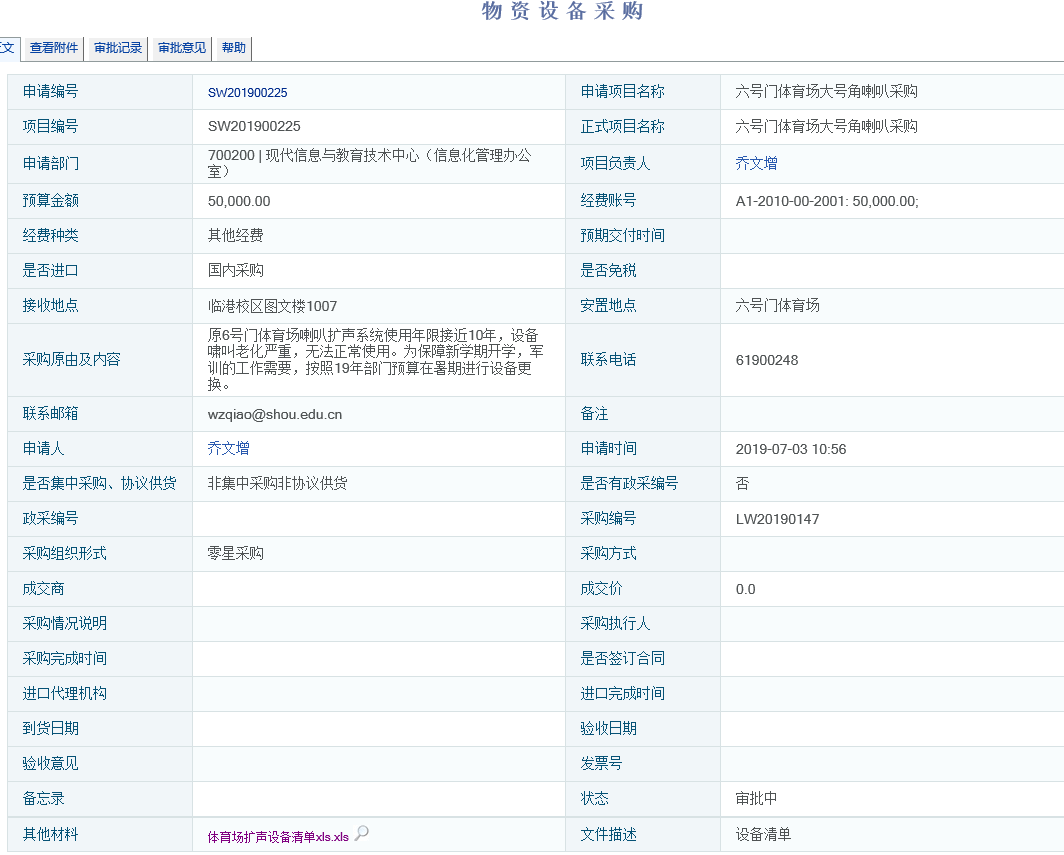 物资设备采购
文 查看附件 审批记录 审批意见 帮助
申请编号 SW201900225 申请项目名称 六号门体育场大号角喇叭采购
项目编号 SW201900225 正式项目名称 六号门体育场大号角喇叭采购
申请部门 700200 | 现代信息与教育技术中心（信息化管理办公
室） 项目负责人 乔文增
预算金额 50,000.00 经费账号 A1-2010-00-2001: 50,000.00;
经费种类 其他经费 预期交付时间
是否进口 国内采购 是否免税
接收地点 临港校区图文楼1007 安置地点 六号门体育场
采购原由及内容 原6号门体育场喇叭扩声系统使用年限接近10年，设备
啸叫老化严重，无法正常使用。为保障新学期开学，军
训的工作需要，按照19年部门预算在暑期进行设备更
换。 联系电话 61900248
联系邮箱 wzqiao@shou.edu.cn 备注
申请人 乔文增 申请时间 2019-07-03 10:56
是否集中采购、协议供货 非集中采购非协议供货 是否有政采编号 否
政采编号 采购编号 LW20190147
采购组织形式 零星采购 采购方式
成交商 成交价 0.0
采购情况说明 采购执行人
采购完成时间 是否签订合同
进口代理机构 进口完成时间
到货日期 验收日期
验收意见 发票号
备忘录 状态 审批中
其他材料 体育场扩声设备清单xls.xls 文件描述 设备清单